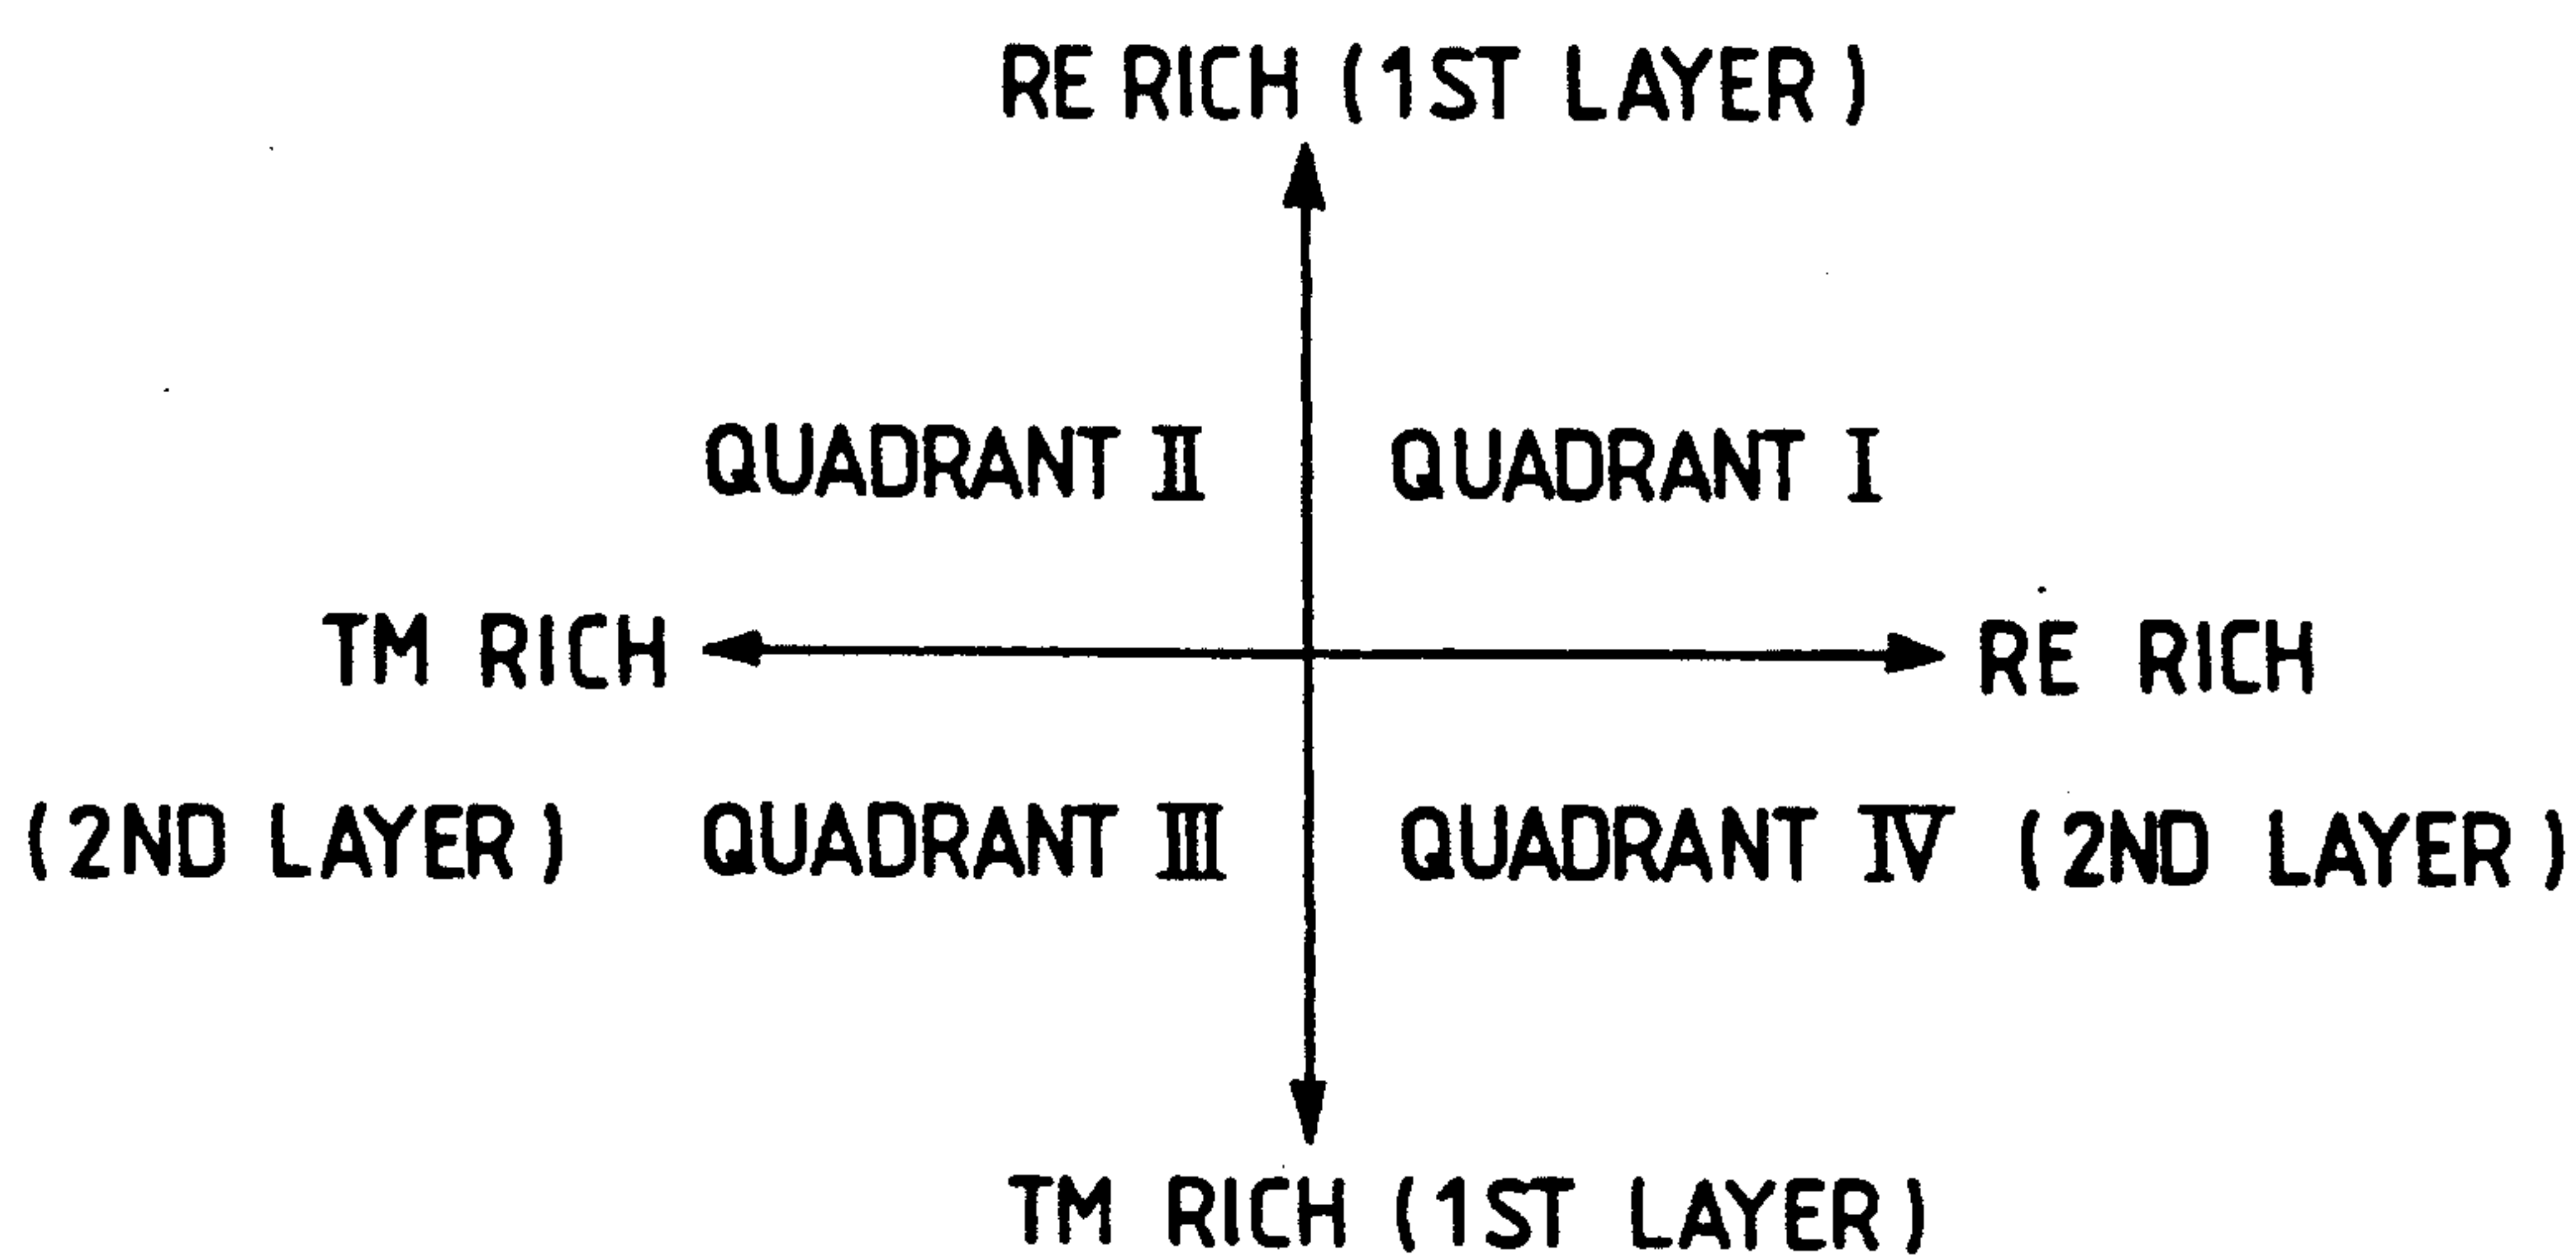 RE RICH (1ST LAYER)
QUADRANT II
QUADRANT I
TM RICH
RE RICH
(2ND LAYER)
QUADRANT III
QUADRANT IV
(2ND LAYER)
TM RICH (1ST LAYER)